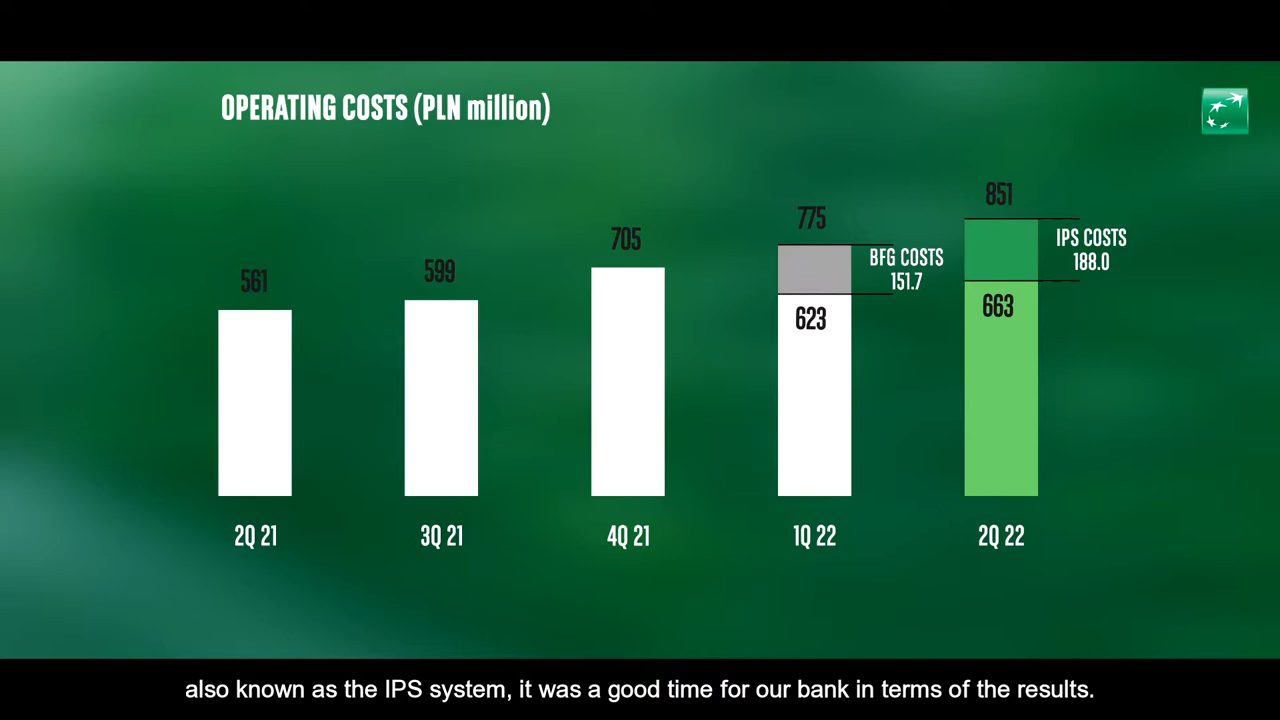 OPERATING COSTS (PLN million)
561
599
705
775
BFG COSTS
151.7
623
851
IPS COSTS
188.0
663
2Q 21
3Q 21
4Q 21
1Q 22
2Q 22
also known as the IPS system, it was a good time for our bank in terms of the results.